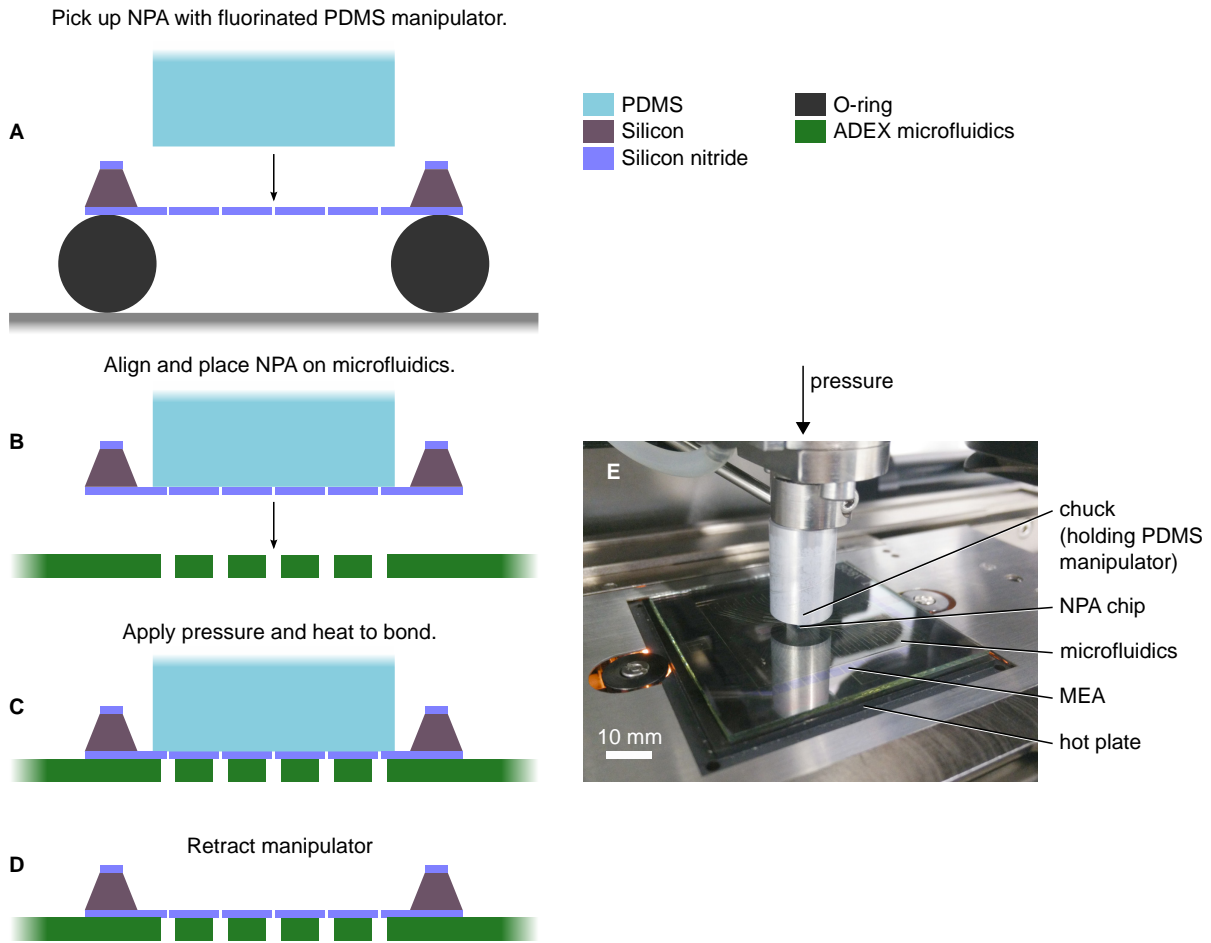 Pick up NPA with fluorinated PDMS manipulator.
A
PDMS
Silicon
Silicon nitride
O-ring
ADEX microfluidics
Align and place NPA on microfluidics.
B
Apply pressure and heat to bond.
C
Retract manipulator
D
pressure
E
chuck
(holding PDMS
manipulator)
NPA chip
microfluidics
MEA
hot plate
10 mm